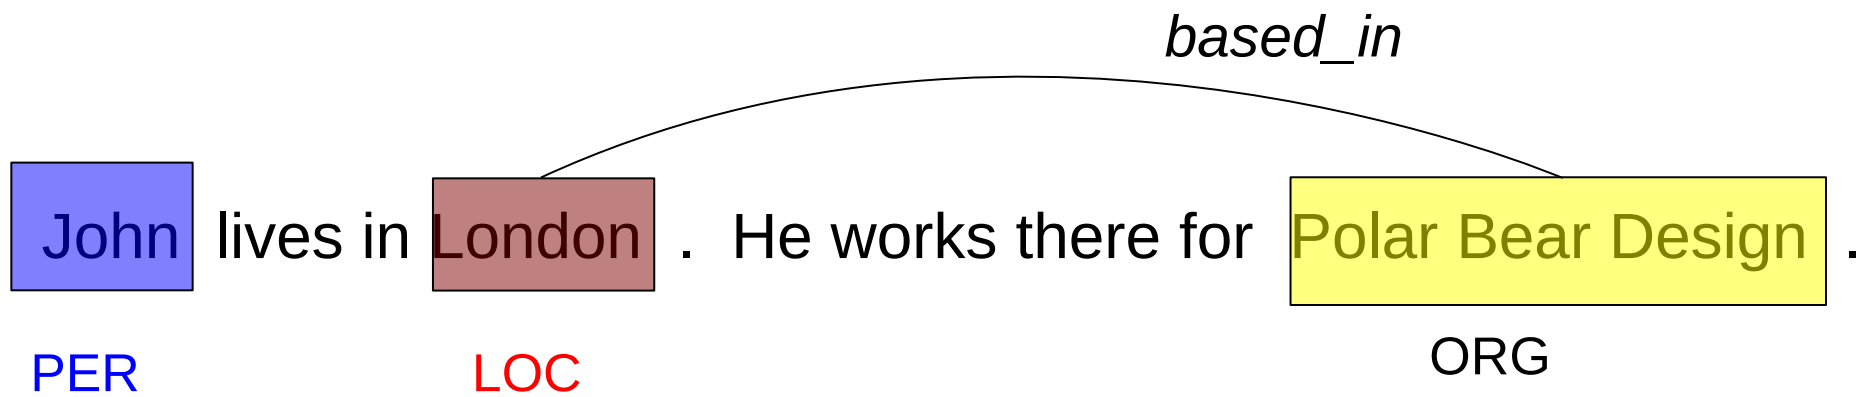 based_in
John lives in London . He works there for Polar Bear Design .
PER LOC ORG